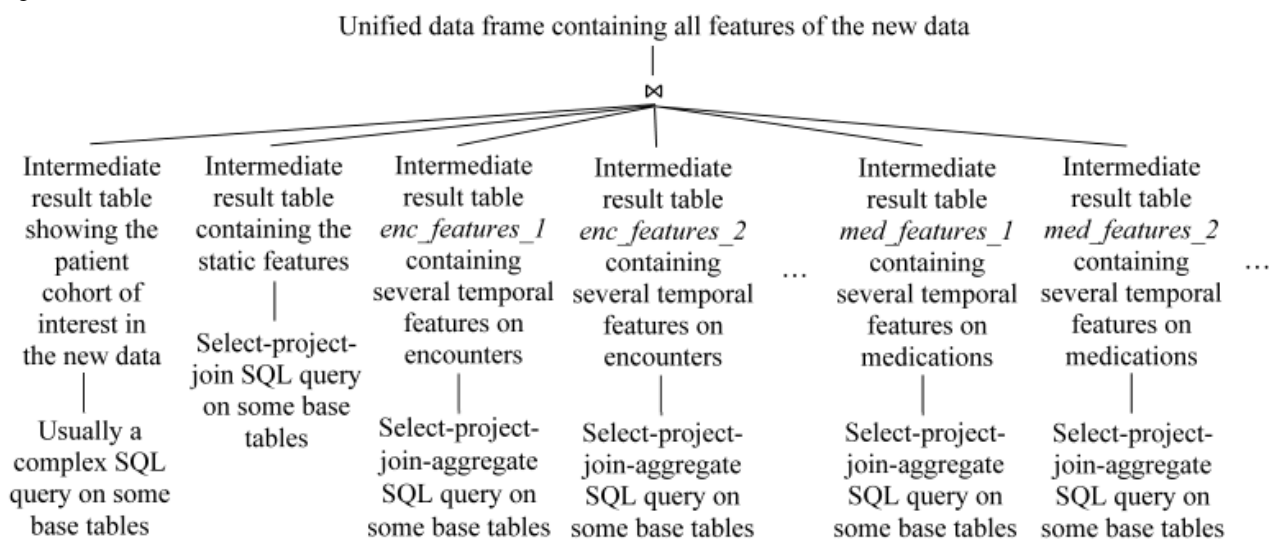 Unified data frame containing all features of the new data
⋈
Intermediate
result table
showing the
patient
cohort of
interest in
the new data
Usually a
complex SQL
query on some
base tables
Intermediate
result table
containing the
static features
Select-project-
join SQL query
on some base
tables
Intermediate
result table
enc_features_1
containing
several temporal
features on
encounters
Select-project-
join-aggregate
SQL query on
some base tables
Intermediate
result table
enc_features_2
containing
several temporal
features on
encounters
Select-project-
join-aggregate
SQL query on
some base tables
...
Intermediate
result table
med_features_1
containing
several temporal
features on
medications
Select-project-
join-aggregate
SQL query on
some base tables
Intermediate
result table
med_features_2
containing
several temporal
features on
medications
Select-project-
join-aggregate
SQL query on
some base tables
...